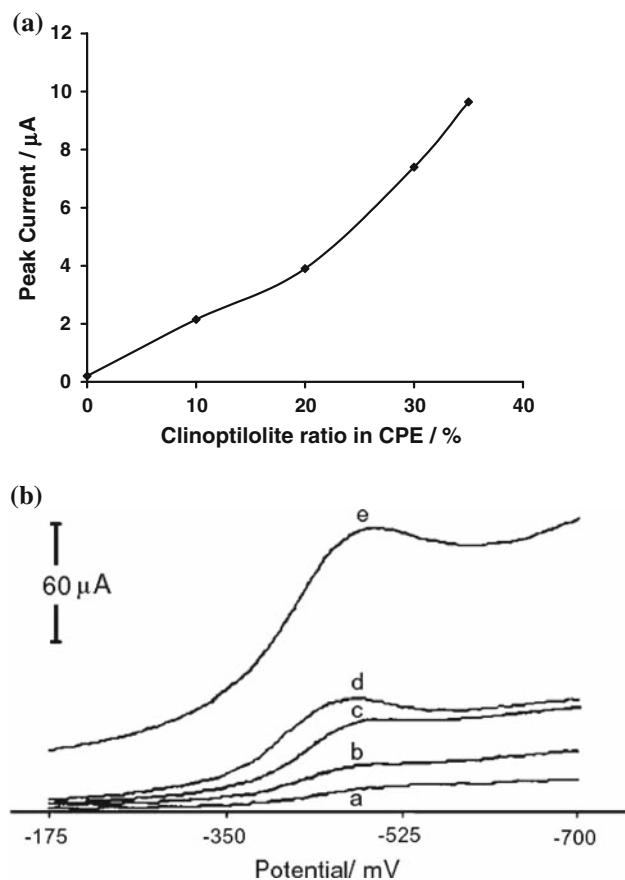 (a)
12
10
8
6
4
2
0
Peak Current / µA
0 10 20 30 40
Clinoptilolite ratio in CPE / %
(b)
e
60 µA
d
c
b
a
-175 -350 -525 -700
Potential/ mV